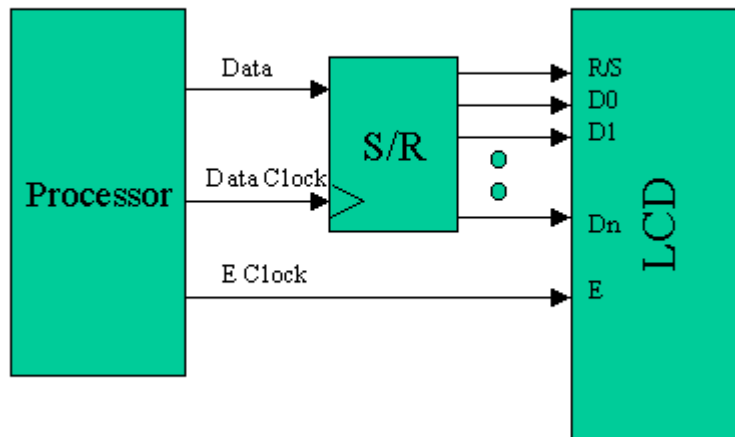 Processor
Data
Data Clock
E Clock
S/R
R/S
D0
D1
Dn
E
LCD